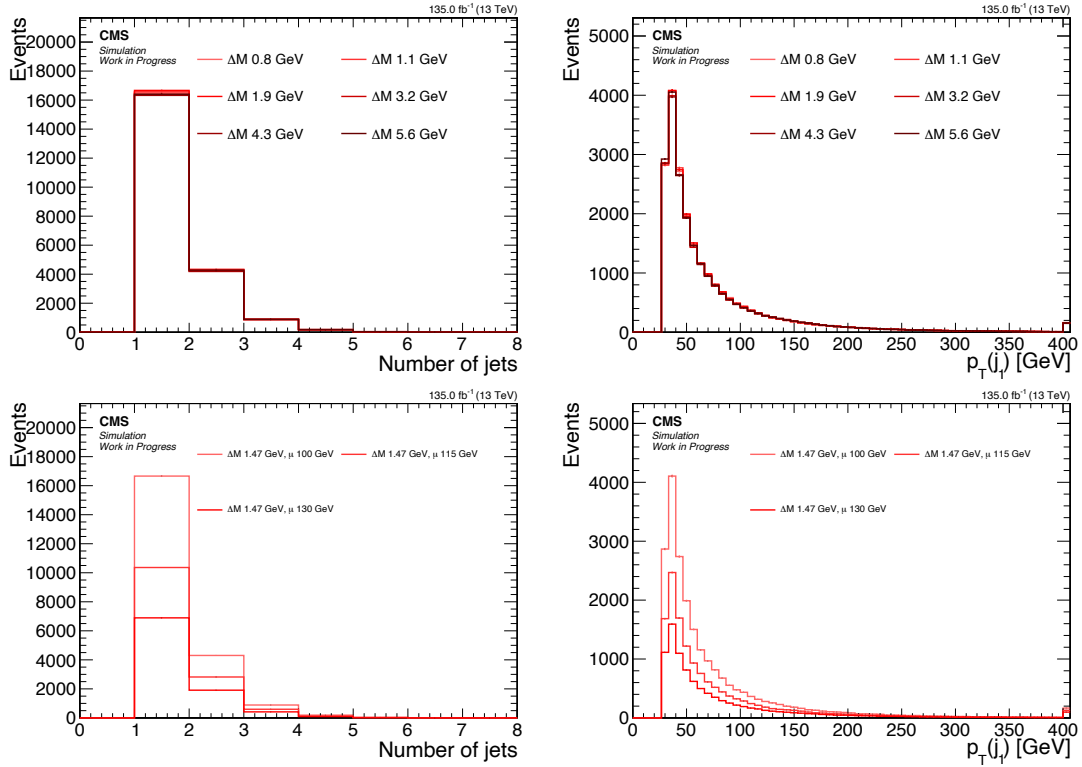 135.0 fb⁻¹ (13 TeV)
Events
20000
18000
16000
14000
12000
10000
8000
6000
4000
2000
0
CMS
Simulation
Work in Progress
ΔM 0.8 GeV
ΔM 1.1 GeV
ΔM 1.9 GeV
ΔM 3.2 GeV
ΔM 4.3 GeV
ΔM 5.6 GeV
0 1 2 3 4 5 6 7 8
Number of jets
135.0 fb⁻¹ (13 TeV)
Events
5000
4000
3000
2000
1000
0
CMS
Simulation
Work in Progress
ΔM 0.8 GeV
ΔM 1.1 GeV
ΔM 1.9 GeV
ΔM 3.2 GeV
ΔM 4.3 GeV
ΔM 5.6 GeV
0 50 100 150 200 250 300 350 400
p_T(j_1) [GeV]
135.0 fb⁻¹ (13 TeV)
Events
20000
18000
16000
14000
12000
10000
8000
6000
4000
2000
0
CMS
Simulation
Work in Progress
ΔM 1.47 GeV, μ 100 GeV
ΔM 1.47 GeV, μ 115 GeV
ΔM 1.47 GeV, μ 130 GeV
0 1 2 3 4 5 6 7 8
Number of jets
135.0 fb⁻¹ (13 TeV)
Events
5000
4000
3000
2000
1000
0
CMS
Simulation
Work in Progress
ΔM 1.47 GeV, μ 100 GeV
ΔM 1.47 GeV, μ 115 GeV
ΔM 1.47 GeV, μ 130 GeV
0 50 100 150 200 250 300 350 400
p_T(j_1) [GeV]